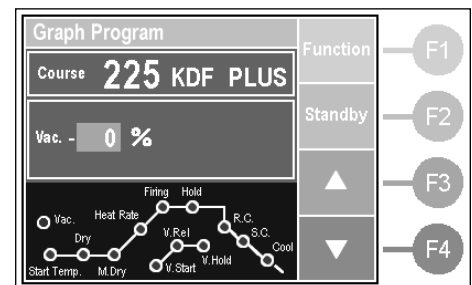 Graph Program
Function
F1
Course 225 KDF PLUS
Standby
F2
Vac. - 0 %
▲
F3
Firing Hold
Vac. Heat Rate R.C.
Dry V.Rel S.C.
Cool
V.Hold
Start Temp. M.Dry V.Start
▼
F4